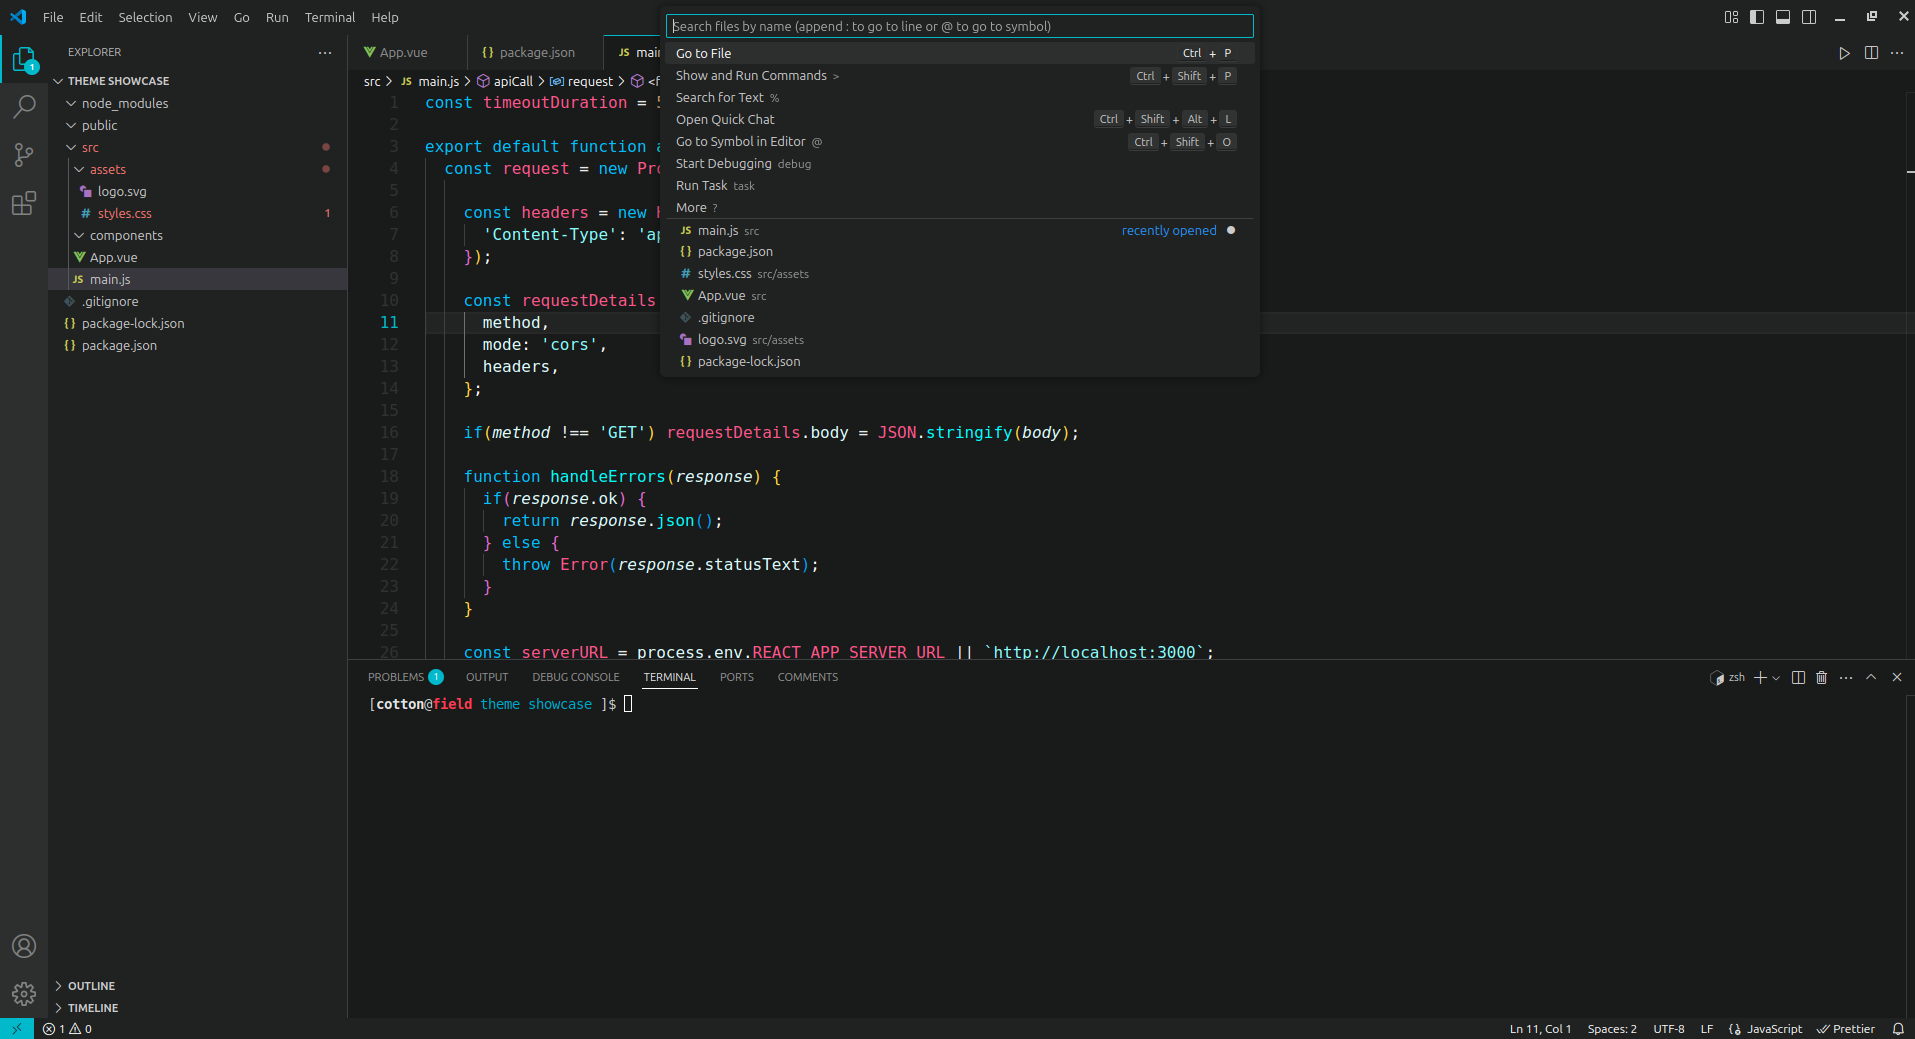 File Edit Selection View Go Run Terminal Help
Search files by name (append : to go to line or @ to go to symbol)
Go to File Ctrl + P
Show and Run Commands > Ctrl + Shift + P
Search for Text %
Open Quick Chat Ctrl + Shift + Alt + L
Go to Symbol in Editor @ Ctrl + Shift + O
Start Debugging debug
Run Task task
More ?
main.js src recently opened
package.json
styles.css src/assets
App.vue src
.gitignore
logo.svg src/assets
package-lock.json
EXPLORER
1
THEME SHOWCASE
node_modules
public
src
assets
logo.svg
styles.css 1
components
App.vue
JS main.js
.gitignore
package-lock.json
package.json
OUTLINE
TIMELINE
App.vue {} package.json JS
src > JS main.js > apiCall > request >
1 const timeoutDuration =
2
3 export default function
4 const request = new
5
6 const headers = new
7 'Content-Type':
8 });
9
10 const requestDetails
11 method,
12 mode: 'cors',
13 headers,
14 };
15
16 if(method !== 'GET') requestDetails.body = JSON.stringify(body);
17
18 function handleErrors(response) {
19 if(response.ok) {
20 return response.json();
21 } else {
22 throw Error(response.statusText);
23 }
24 }
25
26 const serverURL = process.env.REACT_APP_SERVER_URL || `http://localhost:3000`;
PROBLEMS 1 OUTPUT DEBUG CONSOLE TERMINAL PORTS COMMENTS zsh
[cotton@field theme showcase ]$
1 0 Ln 11, Col 1 Spaces: 2 UTF-8 LF {} JavaScript Prettier